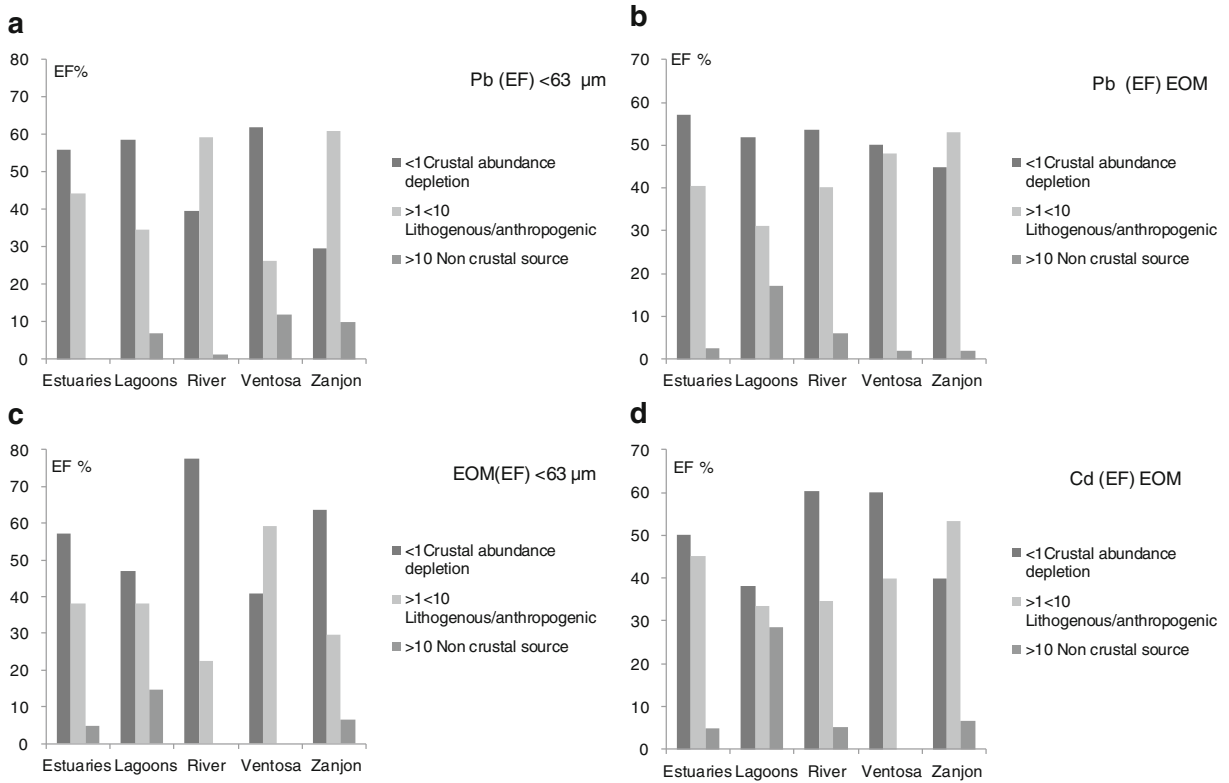 a
80
70
60
50
40
30
20
10
0
EF%
Pb (EF) <63 µm
<1Crustal abundance
depletion
>1<10
Lithogenous/anthropogenic
>10 Non crustal source
Estuaries Lagoons River Ventosa Zanjon
b
70
60
50
40
30
20
10
0
EF %
Pb (EF) EOM
<1Crustal abundance
depletion
>1<10
Lithogenous/anthropogenic
>10 Non crustal source
Estuaries Lagoons River Ventosa Zanjon
c
80
70
60
50
40
30
20
10
0
EF %
EOM(EF) <63 µm
<1Crustal abundance
depletion
>1<10
Lithogenous/anthropogenic
>10 Non crustal source
Estuaries Lagoons River Ventosa Zanjon
d
70
60
50
40
30
20
10
0
EF %
Cd (EF) EOM
<1Crustal abundance
depletion
>1<10
Lithogenous/anthropogenic
>10 Non crustal source
Estuaries Lagoons River Ventosa Zanjon